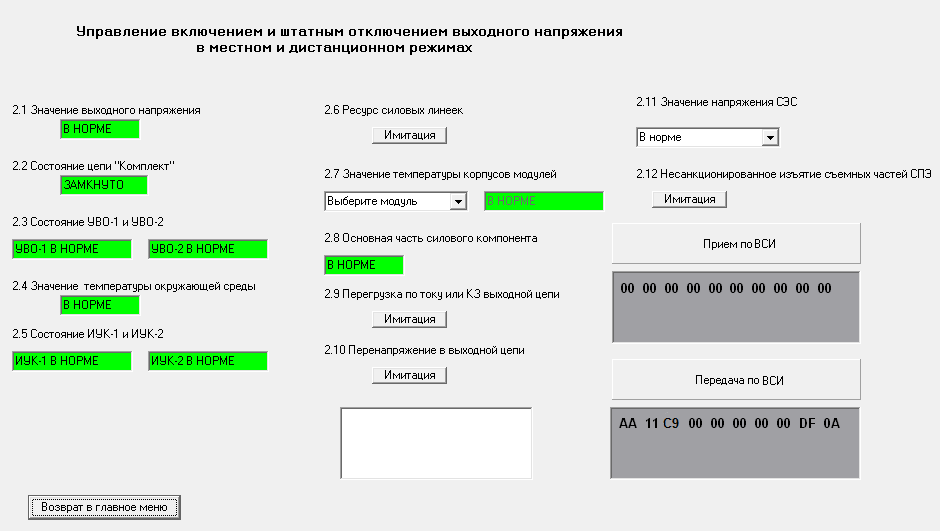 Управление включением и штатным отключением выходного напряжения
в местном и дистанционном режимах
2.1 Значение выходного напряжения
В НОРМЕ
2.2 Состояние цепи "Комплект"
ЗАМКНУТО
2.3 Состояние УВО-1 и УВО-2
УВО-1 В НОРМЕ УВО-2 В НОРМЕ
2.4 Значение температуры окружающей среды
В НОРМЕ
2.5 Состояние ИУК-1 и ИУК-2
ИУК-1 В НОРМЕ ИУК-2 В НОРМЕ
2.6 Ресурс силовых линеек
Имитация
2.7 Значение температуры корпусов модулей
Выберите модуль В НОРМЕ
2.8 Основная часть силового компонента
В НОРМЕ
2.9 Перегрузка по току или КЗ выходной цепи
Имитация
2.10 Перенапряжение в выходной цепи
Имитация
2.11 Значение напряжения СЭС
В норме
2.12 Несанкционированное изъятие съемных частей СПЭ
Имитация
Прием по ВСИ
00 00 00 00 00 00 00 00 00 00
Передача по ВСИ
AA 11 C9 00 00 00 00 00 DF 0A
Возврат в главное меню